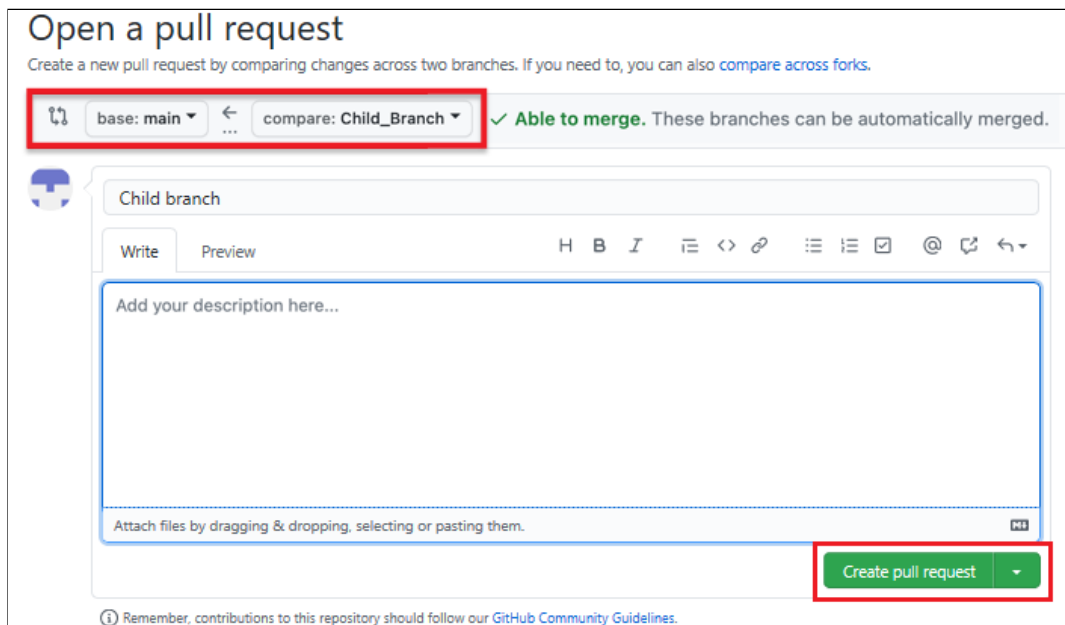 Open a pull request
Create a new pull request by comparing changes across two branches. If you need to, you can also compare across forks.
base: main ← ... compare: Child_Branch ✓ Able to merge. These branches can be automatically merged.
Child branch
Write Preview H B I <> @
Add your description here...
Attach files by dragging & dropping, selecting or pasting them.
Create pull request
Remember, contributions to this repository should follow our GitHub Community Guidelines.